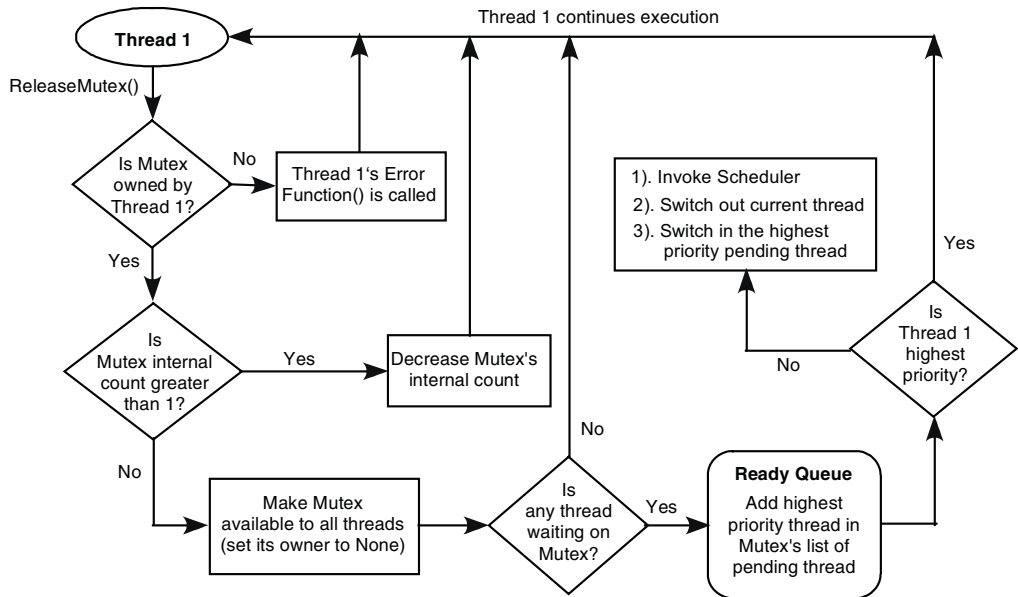 Thread 1 continues execution
Thread 1
ReleaseMutex()
Is Mutex
owned by
Thread 1?
No
Thread 1‘s Error
Function() is called
Yes
1). Invoke Scheduler
2). Switch out current thread
3). Switch in the highest
priority pending thread
Yes
Is
Mutex internal
count greater
than 1?
Yes
Decrease Mutex's
internal count
No
Is
Thread 1
highest
priority?
No
Make Mutex
available to all threads
(set its owner to None)
Is
any thread
waiting on
Mutex?
No
Yes
Ready Queue
Add highest
priority thread in
Mutex's list of
pending thread